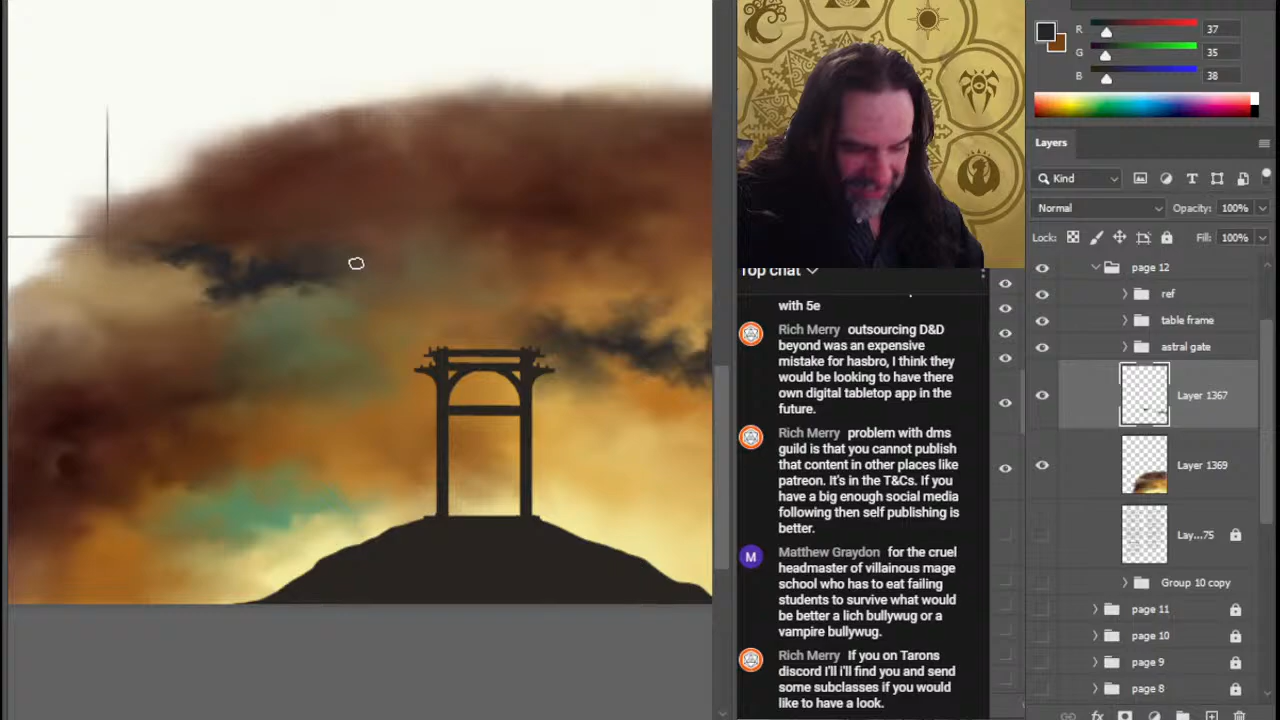 Top chat
with 5e
Rich Merry outsourcing D&D
beyond was an expensive
mistake for hasbro, I think they
would be looking to have there
own digital tabletop app in the
future.
Rich Merry problem with dms
guild is that you cannot publish
that content in other places like
patreon. It's in the T&Cs. If you
have a big enough social media
following then self publishing is
better.
M
Matthew Graydon for the cruel
headmaster of villainous mage
school who has to eat failing
students to survive what would
be better a lich bullywug or a
vampire bullywug.
Rich Merry If you on Tarons
discord I'll i'll find you and send
some subclasses if you would
like to have a look.
R 37
G 35
B 38
Layers
Kind
Normal Opacity: 100%
Lock: Fill: 100%
page 12
ref
table frame
astral gate
Layer 1367
Layer 1369
Lay...75
Group 10 copy
page 11
page 10
page 9
page 8
fx